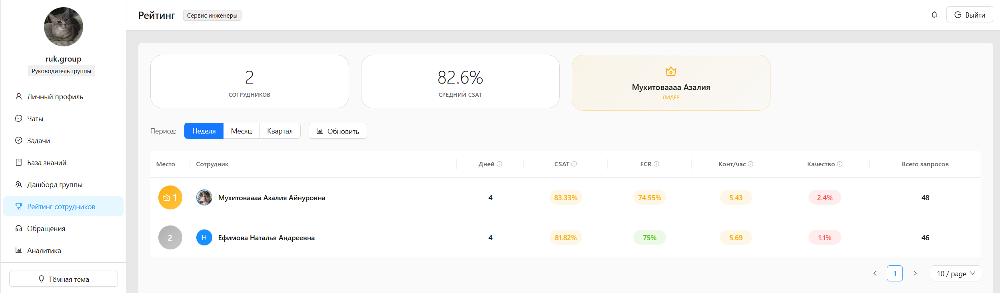 ruk.group
Руководитель группы
Личный профиль
Чаты
Задачи
База знаний
Дашборд группы
Рейтинг сотрудников
Обращения
Аналитика
Тёмная тема
Рейтинг Сервис инженеры
Выйти
2
СОТРУДНИКОВ
82.6%
СРЕДНИЙ CSAT
Мухитоваааа Азалия
ЛИДЕР
Период: Неделя Месяц Квартал Обновить
Место Сотрудник Дней CSAT FCR Конт/час Качество Всего запросов
1 Мухитоваааа Азалия Айнуровна 4 83.33% 74.55% 5.43 2.4% 48
2 Н Ефимова Наталья Андреевна 4 81.82% 75% 5.69 1.1% 46
< 1 > 10 / page